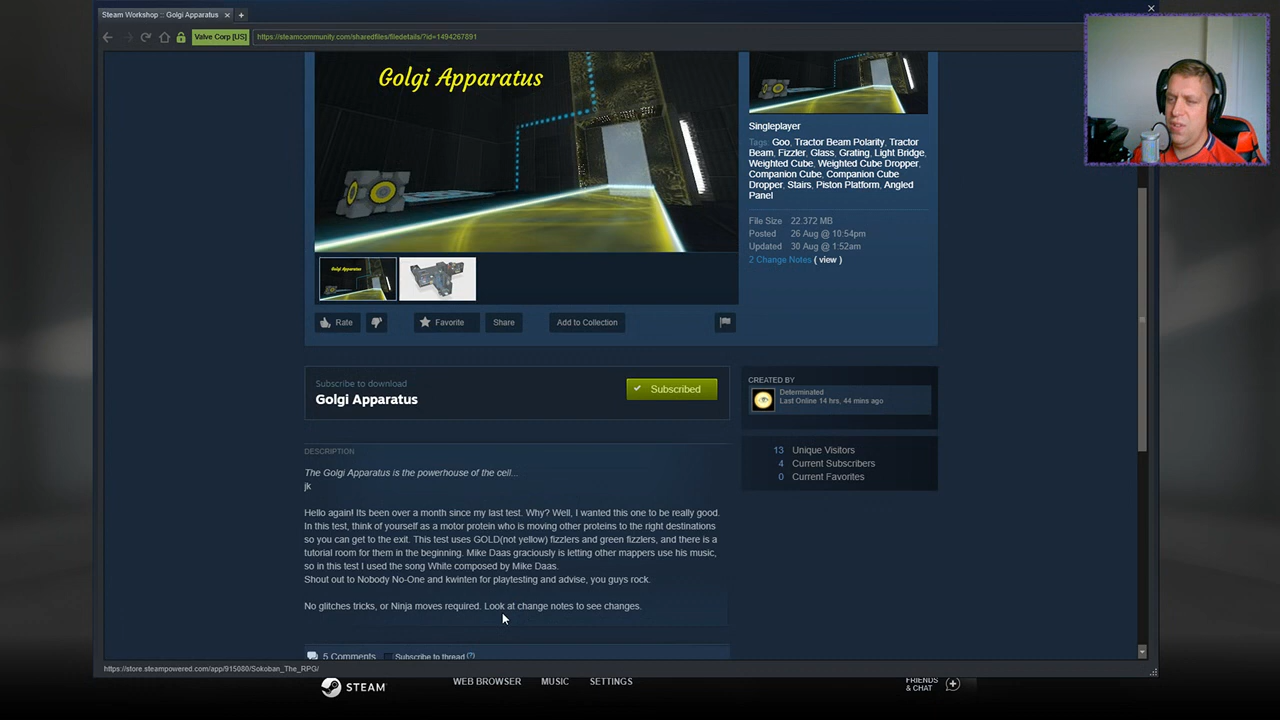 Steam Workshop :: Golgi Apparatus
Valve Corp [US]
https://steamcommunity.com/sharedfiles/filedetails/?id=1494267891
Golgi Apparatus
Singleplayer
Tags: Goo, Tractor Beam Polarity, Tractor
Beam, Fizzler, Glass, Grating, Light Bridge,
Weighted Cube, Weighted Cube Dropper,
Companion Cube, Companion Cube
Dropper, Stairs, Piston Platform, Angled
Panel
File Size 22.372 MB
Posted 26 Aug @ 10:54pm
Updated 30 Aug @ 1:52am
2 Change Notes ( view )
Golgi Apparatus
Rate
Favorite
Share
Add to Collection
Subscribe to download
Golgi Apparatus
Subscribed
CREATED BY
Determinated
Last Online 14 hrs, 44 mins ago
13 Unique Visitors
4 Current Subscribers
0 Current Favorites
DESCRIPTION
The Golgi Apparatus is the powerhouse of the cell...
jk
Hello again! Its been over a month since my last test. Why? Well, I wanted this one to be really good.
In this test, think of yourself as a motor protein who is moving other proteins to the right destinations
so you can get to the exit. This test uses GOLD(not yellow) fizzlers and green fizzlers, and there is a
tutorial room for them in the beginning. Mike Daas graciously is letting other mappers use his music,
so in this test I used the song White composed by Mike Daas.
Shout out to Nobody No-One and kwinten for playtesting and advise, you guys rock.
No glitches tricks, or Ninja moves required. Look at change notes to see changes.
5 Comments
Subscribe to thread (?)
https://store.steampowered.com/app/915080/Sokoban_The_RPG/
STEAM
WEB BROWSER
MUSIC
SETTINGS
FRIENDS
& CHAT